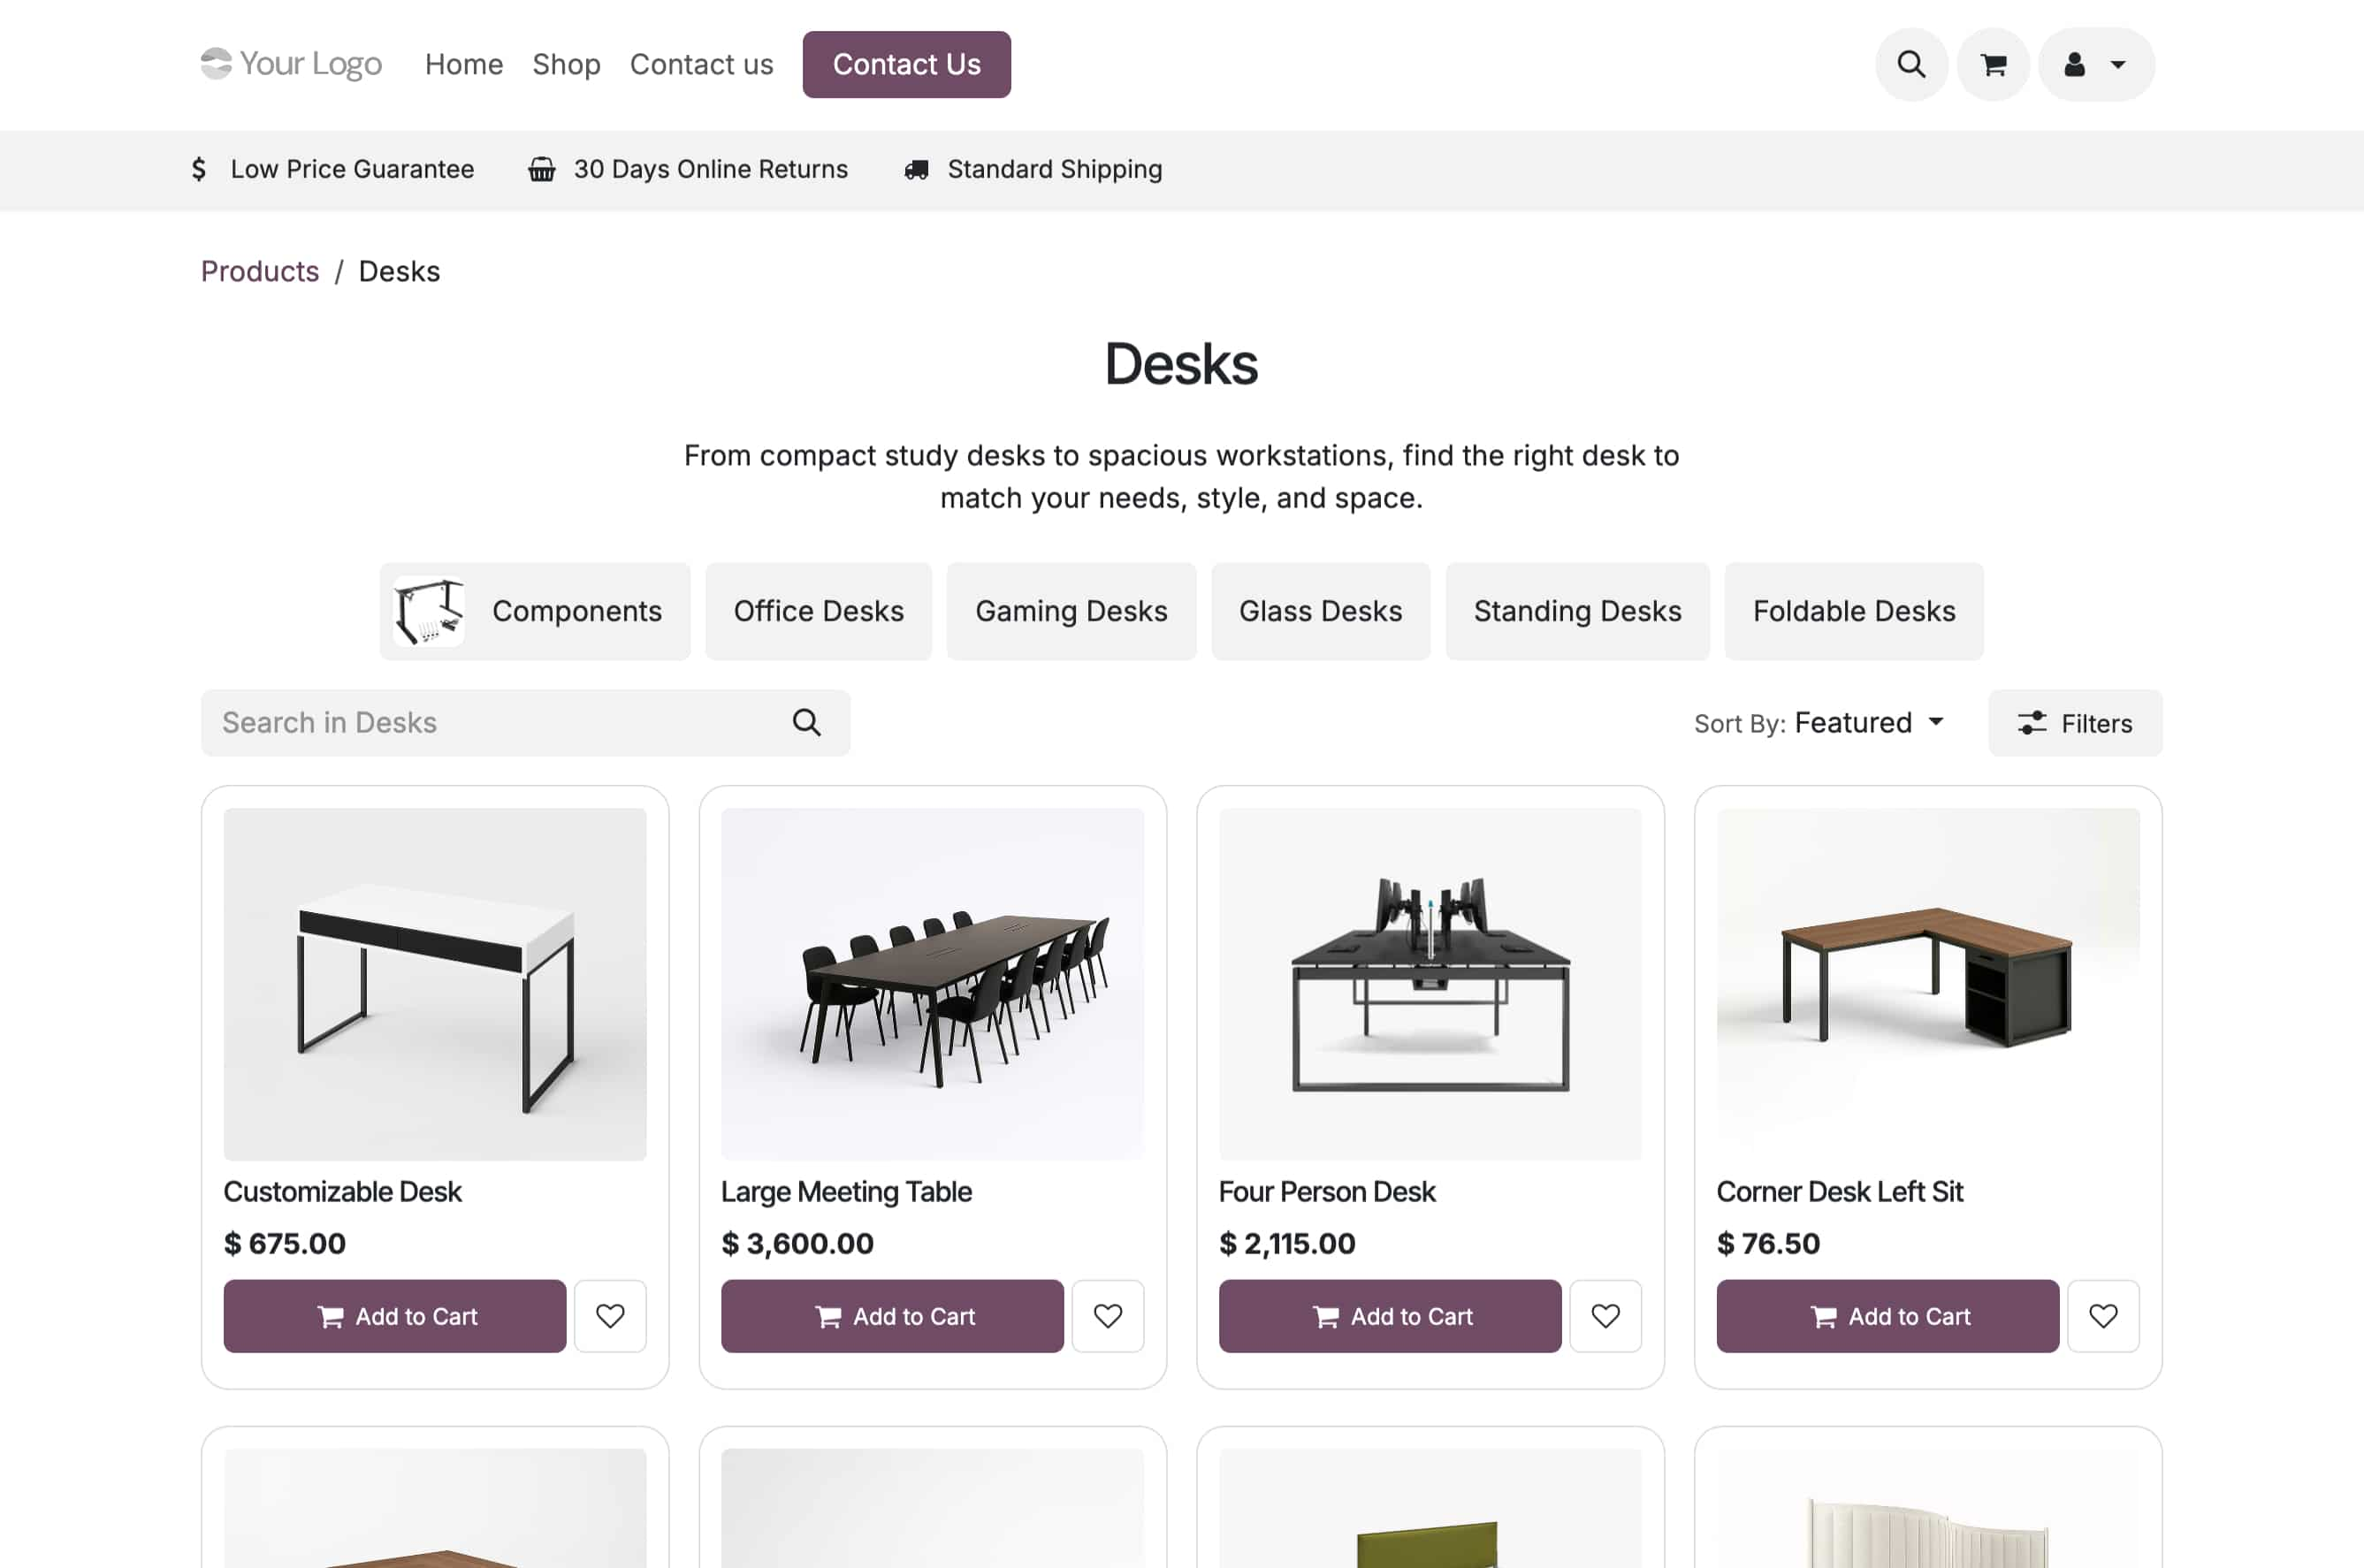 Your Logo Home Shop Contact us Contact Us
Low Price Guarantee 30 Days Online Returns Standard Shipping
Products / Desks
Desks
From compact study desks to spacious workstations, find the right desk to
match your needs, style, and space.
Components Office Desks Gaming Desks Glass Desks Standing Desks Foldable Desks
Search in Desks Sort By: Featured Filters
Customizable Desk
$ 675.00
Add to Cart
Large Meeting Table
$ 3,600.00
Add to Cart
Four Person Desk
$ 2,115.00
Add to Cart
Corner Desk Left Sit
$ 76.50
Add to Cart